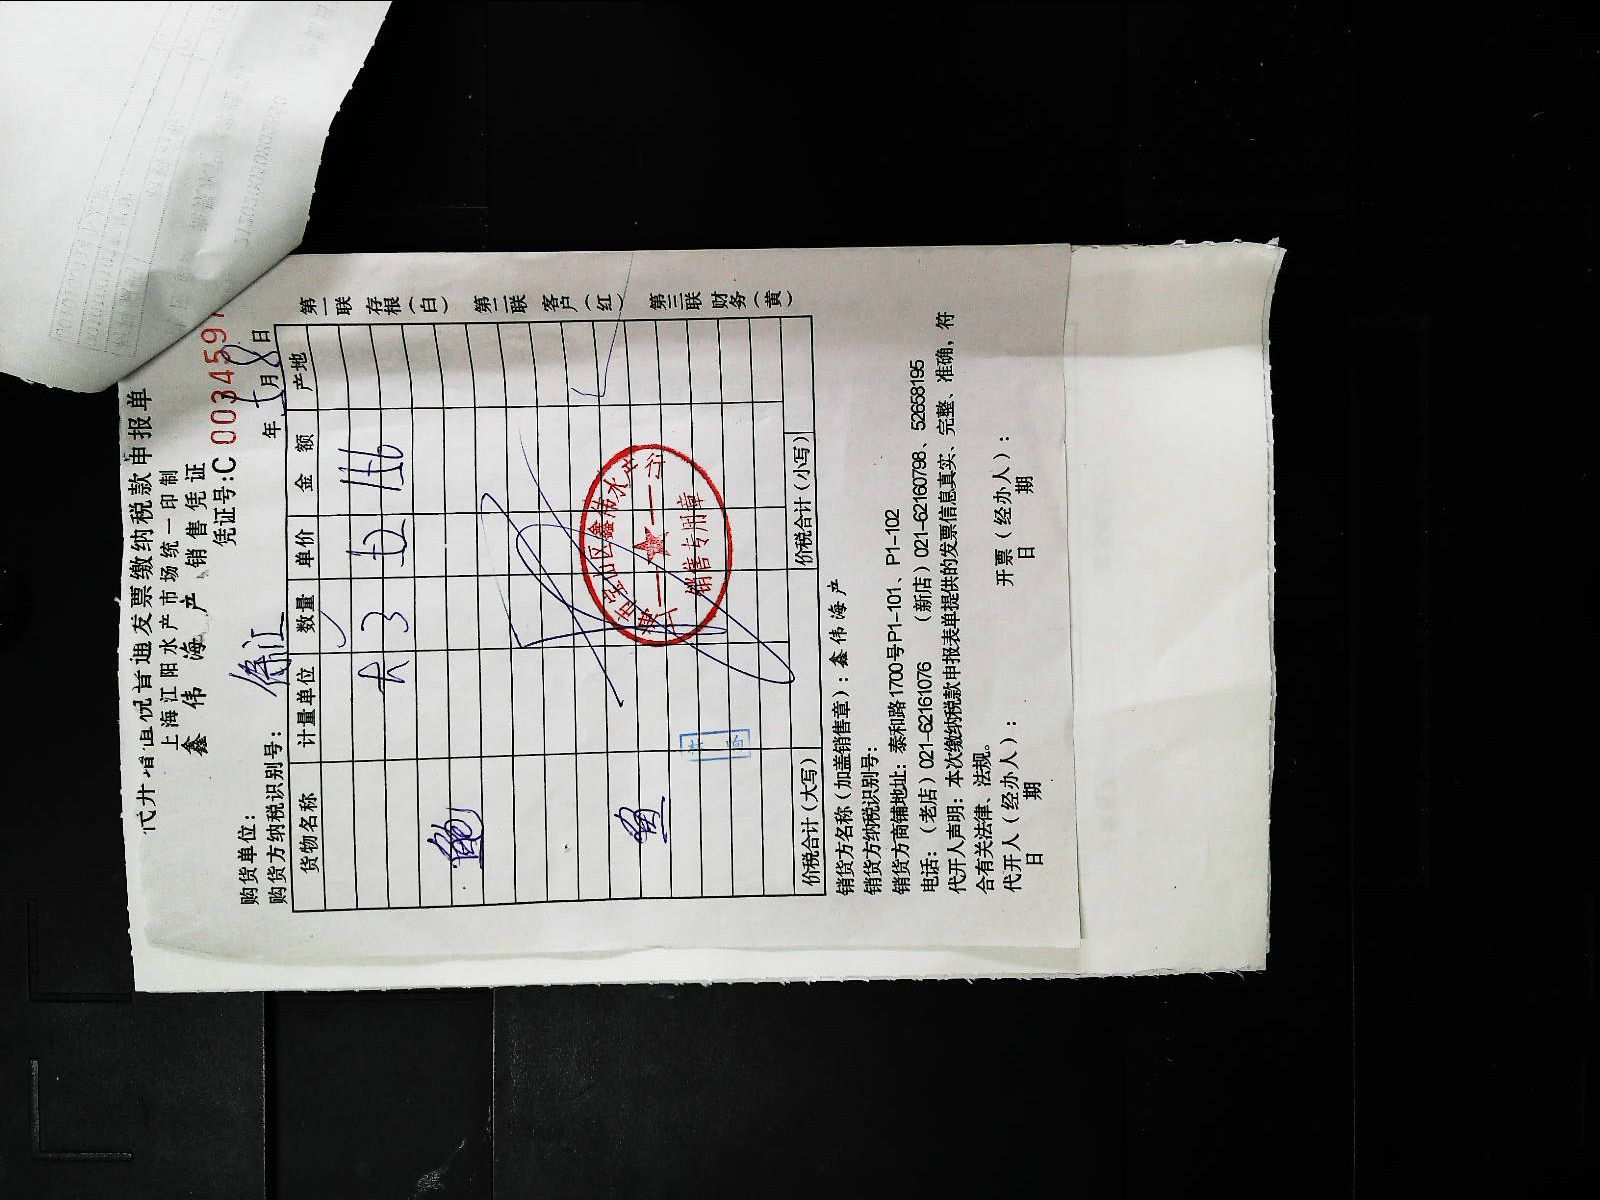 代开增值税普通发票缴纳税款申报单
上海江阳水产市场统一印制
鑫伟海产 销售凭证
凭证号:C 0034597
购货单位:
年 月 8 日
购货方纳税识别号:
货物名称 计量单位 数量 单价 金额 产地
3
鲍
鱼
第一联 存根(白)
第二联 客户(红)
第三联 财务(黄)
市宝山区鑫伟水产行
销售专用章
价税合计(大写) 价税合计(小写)
销货方名称(加盖销售章):鑫伟海产
销货方纳税识别号:
销货方商铺地址:泰和路1700号P1-101、P1-102
电话:(老店)021-62161076 (新店)021-62160798、52658195
代开人声明:本次缴纳税款申报表单提供的发票信息真实、完整、准确,符
合有关法律、法规。
代开人(经办人): 开票(经办人):
日 期 日 期